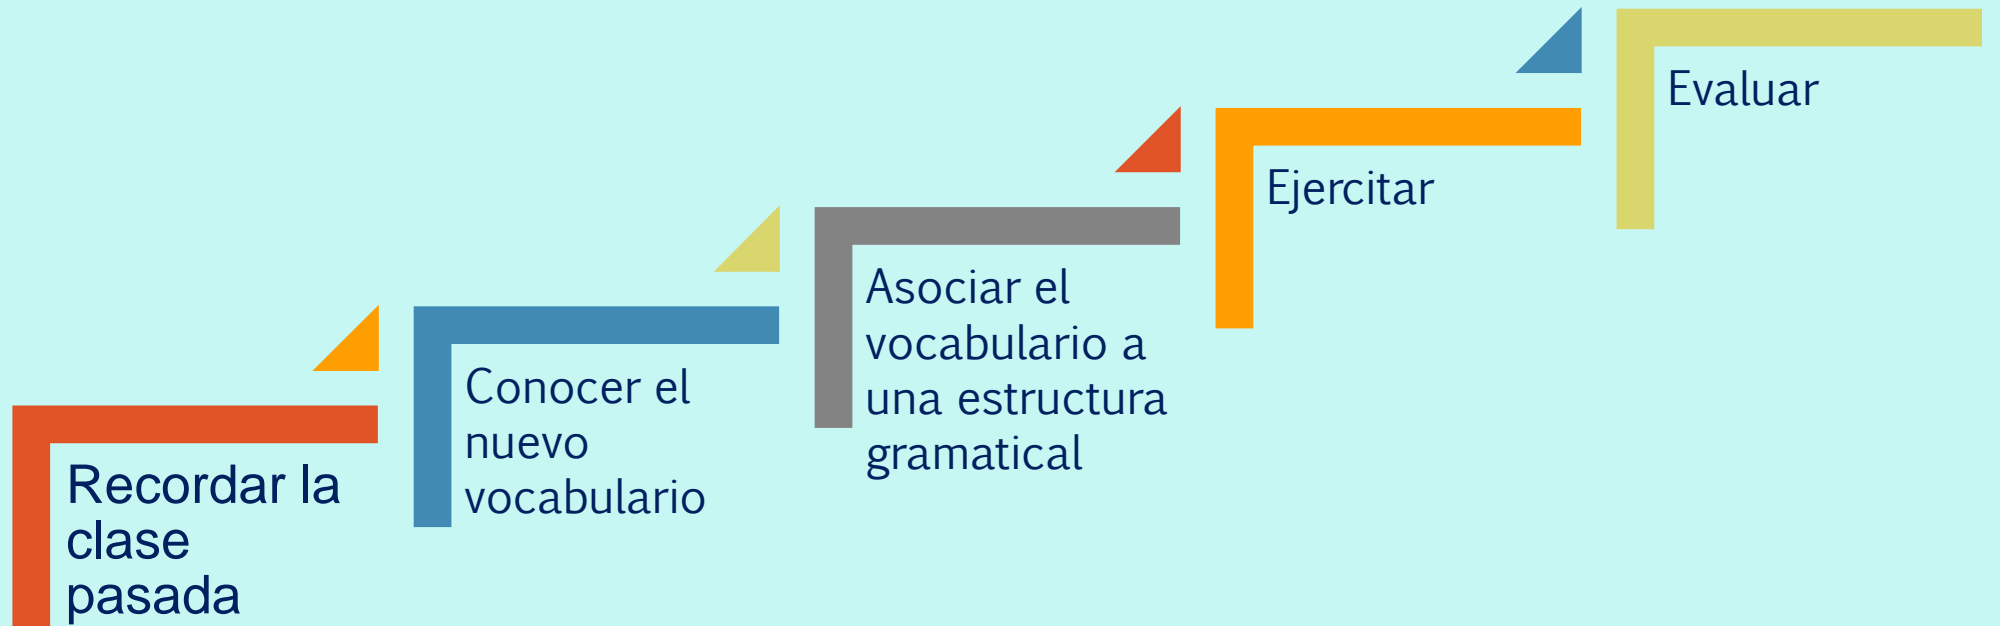 Recordar la
clase
pasada
Conocer el
nuevo
vocabulario
Asociar el
vocabulario a
una estructura
gramatical
Ejercitar
Evaluar